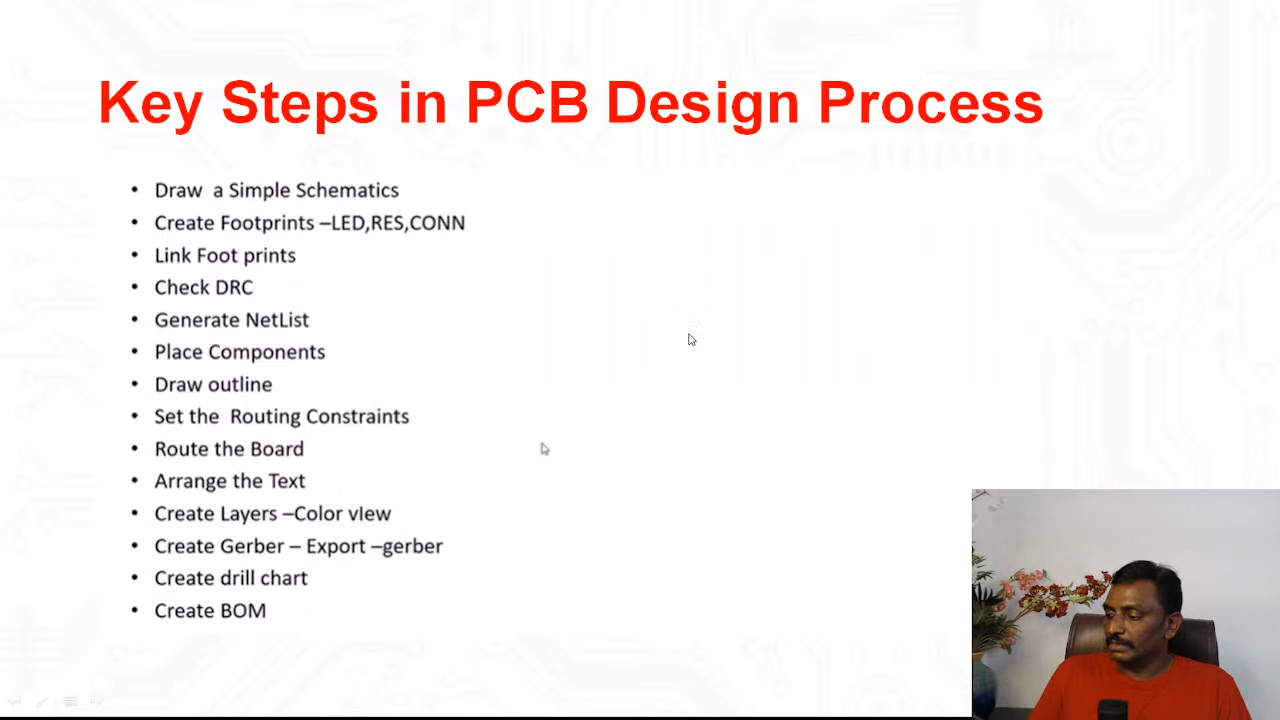 Key Steps in PCB Design Process
• Draw a Simple Schematics
• Create Footprints –LED,RES,CONN
• Link Foot prints
• Check DRC
• Generate NetList
• Place Components
• Draw outline
• Set the Routing Constraints
• Route the Board
• Arrange the Text
• Create Layers –Color vIew
• Create Gerber – Export –gerber
• Create drill chart
• Create BOM